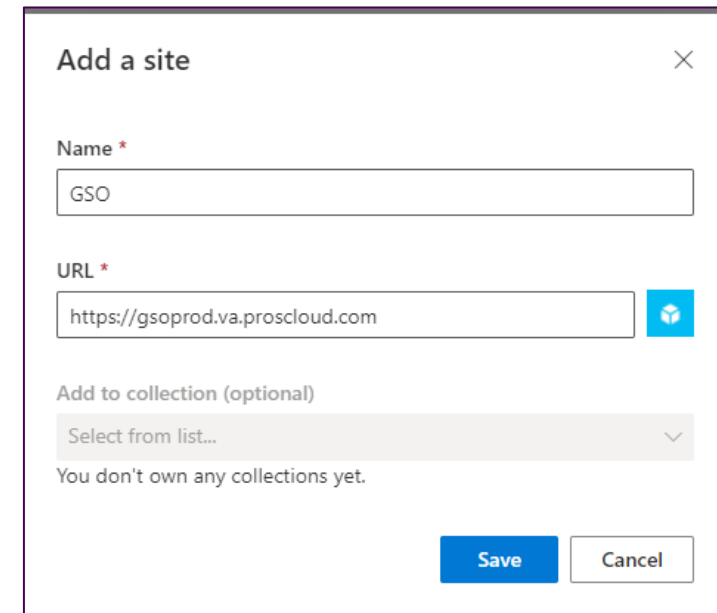 Add a site
Name *
GSO
URL *
https://gsoprod.va.proscloud.com
Add to collection (optional)
Select from list...
You don't own any collections yet.
Save
Cancel